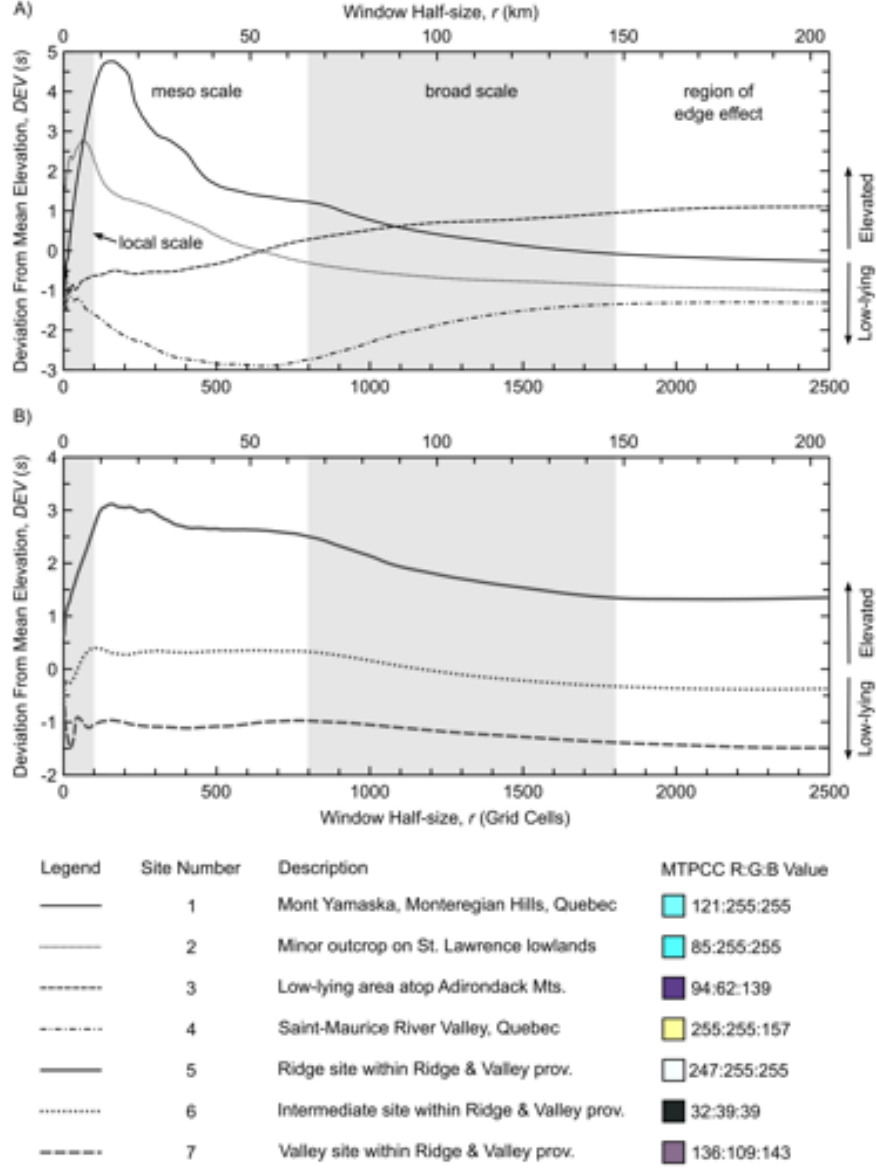 A)
Window Half-size, r (km)
0 50 100 150 200
Deviation From Mean Elevation, DEV (s)
5
4
3
2
1
0
-1
-2
-3
meso scale
broad scale
region of
edge effect
local scale
Elevated
Low-lying
0 500 1000 1500 2000 2500
B)
0 50 100 150 200
Deviation From Mean Elevation, DEV (s)
4
3
2
1
0
-1
-2
Elevated
Low-lying
0 500 1000 1500 2000 2500
Window Half-size, r (Grid Cells)
Legend Site Number Description MTPCC R:G:B Value
1 Mont Yamaska, Monteregian Hills, Quebec 121:255:255
2 Minor outcrop on St. Lawrence lowlands 85:255:255
3 Low-lying area atop Adirondack Mts. 94:62:139
4 Saint-Maurice River Valley, Quebec 255:255:157
5 Ridge site within Ridge & Valley prov. 247:255:255
6 Intermediate site within Ridge & Valley prov. 32:39:39
7 Valley site within Ridge & Valley prov. 136:109:143